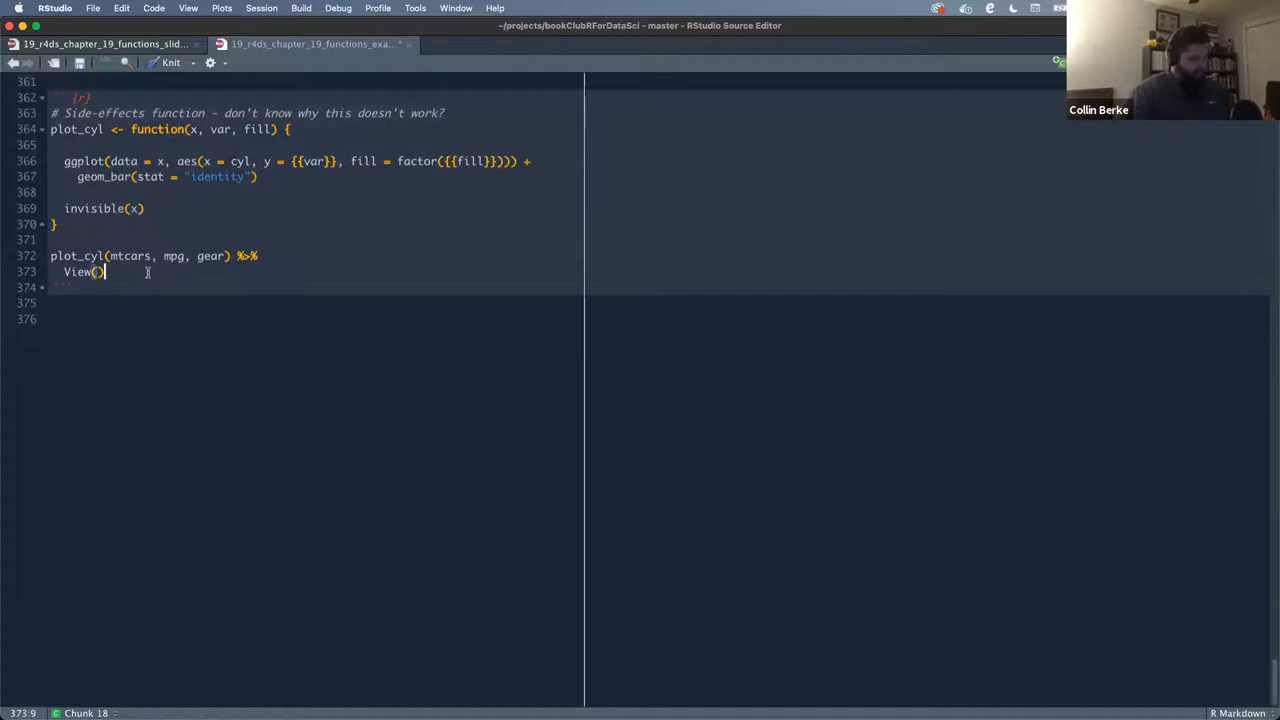 RStudio File Edit Code View Plots Session Build Debug Profile Tools Window Help
~/projects/bookClubRForDataSci - master - RStudio Source Editor
19_r4ds_chapter_19_functions_slid... 19_r4ds_chapter_19_functions_exa...*
Knit
Collin Berke
361
362 ```{r}
363 # Side-effects function - don't know why this doesn't work?
364 plot_cyl <- function(x, var, fill) {
365
366 ggplot(data = x, aes(x = cyl, y = {{var}}, fill = factor({{fill}}))) +
367 geom_bar(stat = "identity")
368
369 invisible(x)
370 }
371
372 plot_cyl(mtcars, mpg, gear) %>%
373 View()
374 ```
375
376
373:9 Chunk 18 R Markdown